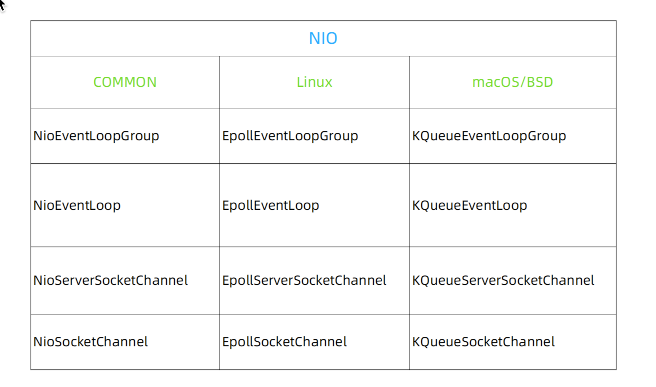 NIO
COMMON Linux macOS/BSD
NioEventLoopGroup EpollEventLoopGroup KQueueEventLoopGroup
NioEventLoop EpollEventLoop KQueueEventLoop
NioServerSocketChannel EpollServerSocketChannel KQueueServerSocketChannel
NioSocketChannel EpollSocketChannel KQueueSocketChannel